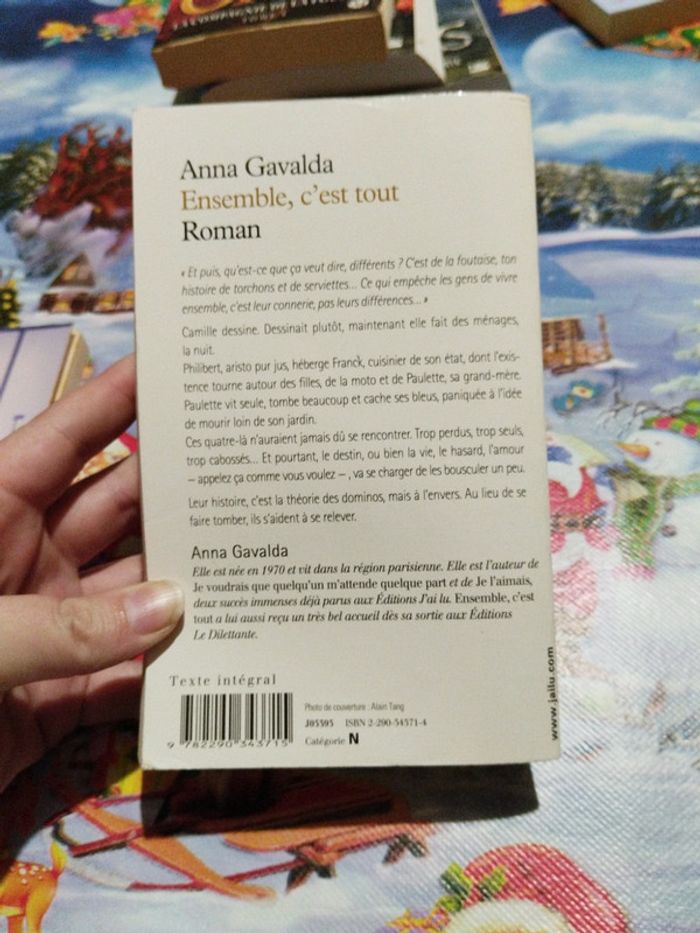 Anna Gavalda
Ensemble, c'est tout
Roman
« Et puis, qu'est-ce que ça veut dire, différents ? C'est de la foutaise, ton
histoire de torchons et de serviettes... Ce qui empêche les gens de vivre
ensemble, c'est leur connerie, pas leurs différences... »
Camille dessine. Dessinait plutôt, maintenant elle fait des ménages,
la nuit.
Philibert, aristo pur jus, héberge Franck, cuisinier de son état, dont l'exis-
tence tourne autour des filles, de la moto et de Paulette, sa grand-mère.
Paulette vit seule, tombe beaucoup et cache ses bleus, paniquée à l'idée
de mourir loin de son jardin.
Ces quatre-là n'auraient jamais dû se rencontrer. Trop perdus, trop seuls,
trop cabossés... Et pourtant, le destin, ou bien la vie, le hasard, l'amour
– appelez ça comme vous voulez –, va se charger de les bousculer un peu.
Leur histoire, c'est la théorie des dominos, mais à l'envers. Au lieu de se
faire tomber, ils s'aident à se relever.
Anna Gavalda
Elle est née en 1970 et vit dans la région parisienne. Elle est l'auteur de
Je voudrais que quelqu'un m'attende quelque part et de Je l'aimais,
deux succès immenses déjà parus aux Éditions J'ai lu. Ensemble, c'est
tout a lui aussi reçu un très bel accueil dès sa sortie aux Éditions
Le Dilettante.
Texte intégral
Photo de couverture : Alain Tang
J05595 ISBN 2-290-34371-4
Catégorie N
9 782290 343715
www.jailu.com